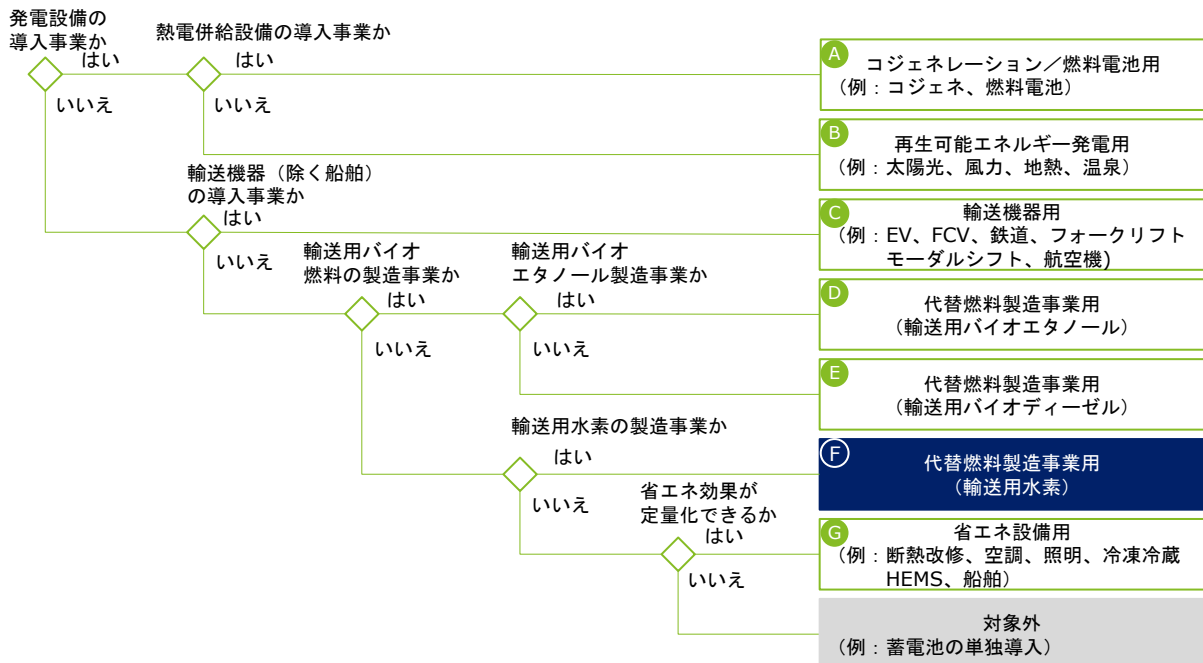 発電設備の
導入事業か
はい
いいえ
熱電併給設備の導入事業か
はい
いいえ
A
コジェネレーション／燃料電池用
（例：コジェネ、燃料電池）
B
再生可能エネルギー発電用
（例：太陽光、風力、地熱、温泉）
輸送機器（除く船舶）
の導入事業か
はい
いいえ
C
輸送機器用
（例：EV、FCV、鉄道、フォークリフト
モーダルシフト、航空機)
輸送用バイオ
燃料の製造事業か
はい
いいえ
輸送用バイオ
エタノール製造事業か
はい
いいえ
D
代替燃料製造事業用
（輸送用バイオエタノール）
E
代替燃料製造事業用
（輸送用バイオディーゼル）
輸送用水素の製造事業か
はい
いいえ
F
代替燃料製造事業用
（輸送用水素）
省エネ効果が
定量化できるか
はい
いいえ
G
省エネ設備用
（例：断熱改修、空調、照明、冷凍冷蔵
HEMS、船舶）
対象外
（例：蓄電池の単独導入）